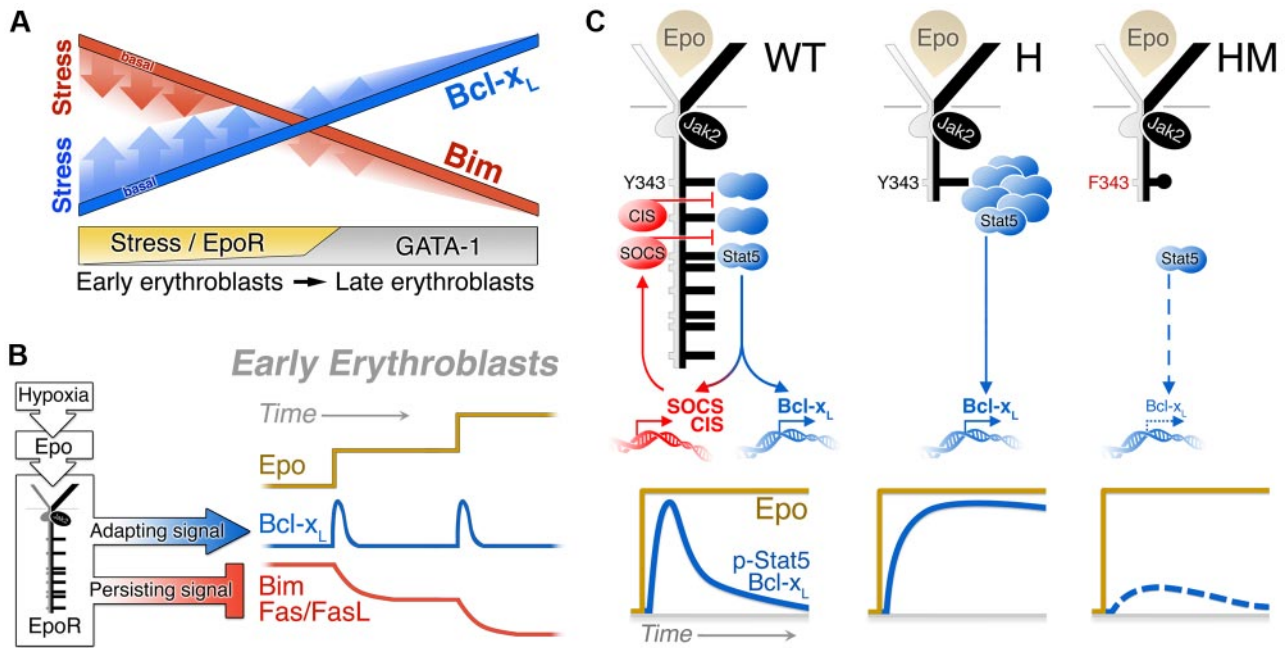 A
Stress
basal
Bcl-xL
Stress
basal
Bim
Stress / EpoR
GATA-1
Early erythroblasts → Late erythroblasts
B
Early Erythroblasts
Hypoxia
Time
Epo
Epo
Jak2
Adapting signal
Bcl-xL
Persisting signal
Bim
Fas/FasL
EpoR
C
Epo
WT
Jak2
Y343
CIS
SOCS
Stat5
SOCS
CIS
Bcl-xL
Epo
p-Stat5
Bcl-xL
Time
Epo
H
Jak2
Y343
Stat5
Bcl-xL
Epo
HM
Jak2
F343
Stat5
Bcl-xL